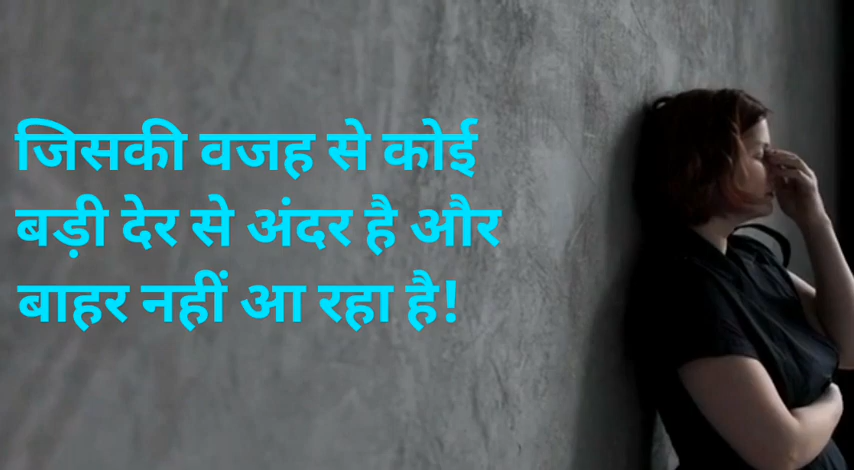 जिसकी वजह से कोई
बड़ी देर से अंदर है और
बाहर नहीं आ रहा है!